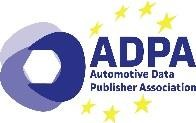 ADPA
Automotive Data
Publisher Association